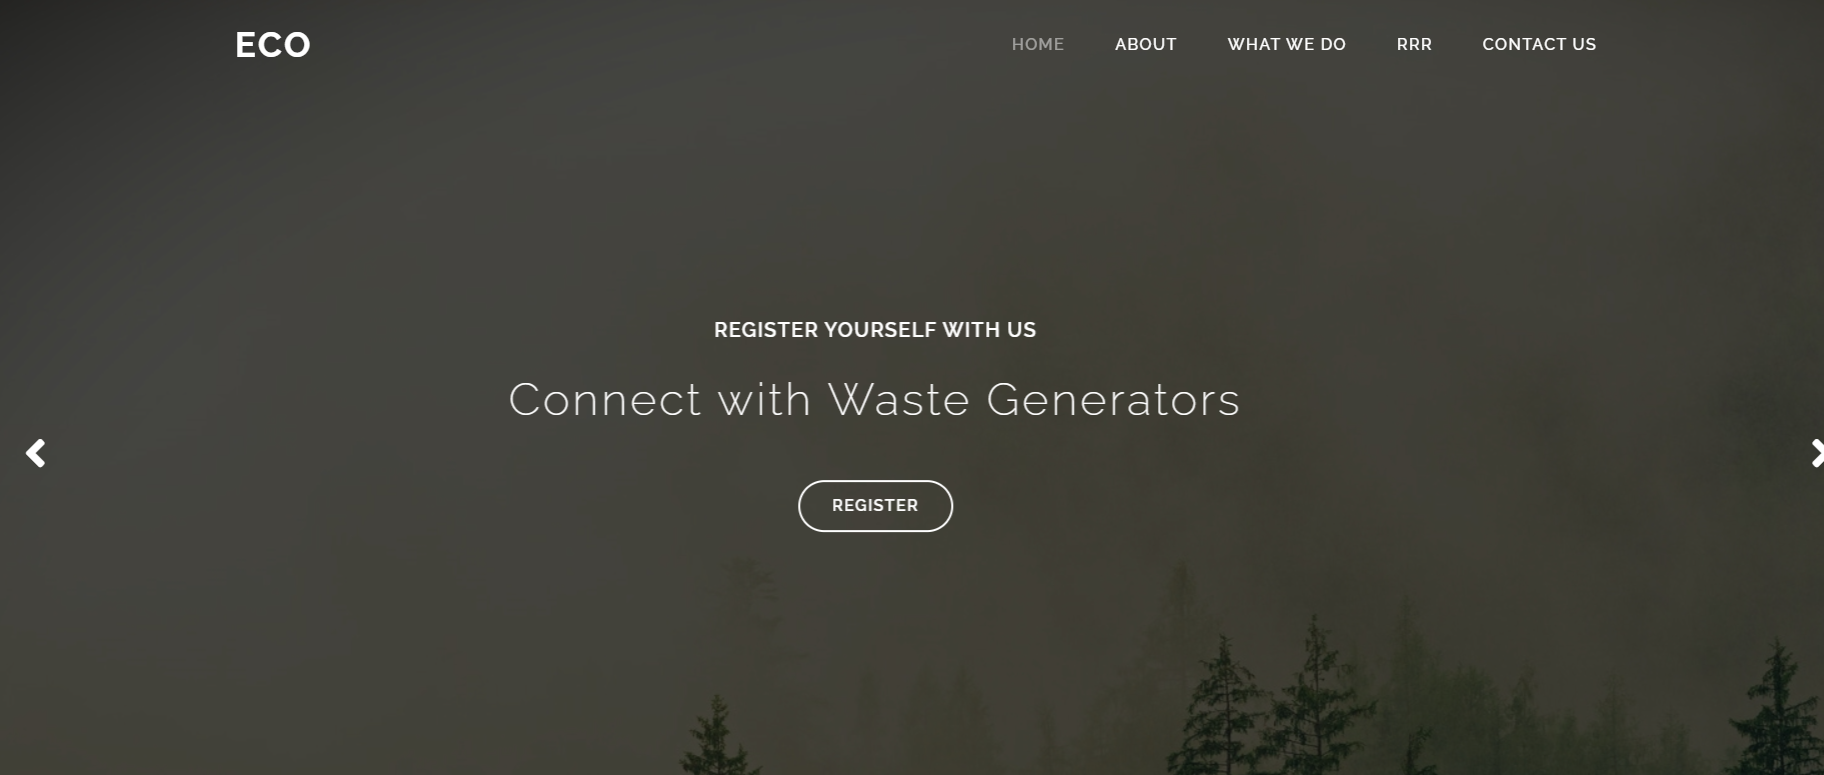 ECO
HOME ABOUT WHAT WE DO RRR CONTACT US
REGISTER YOURSELF WITH US
Connect with Waste Generators
REGISTER